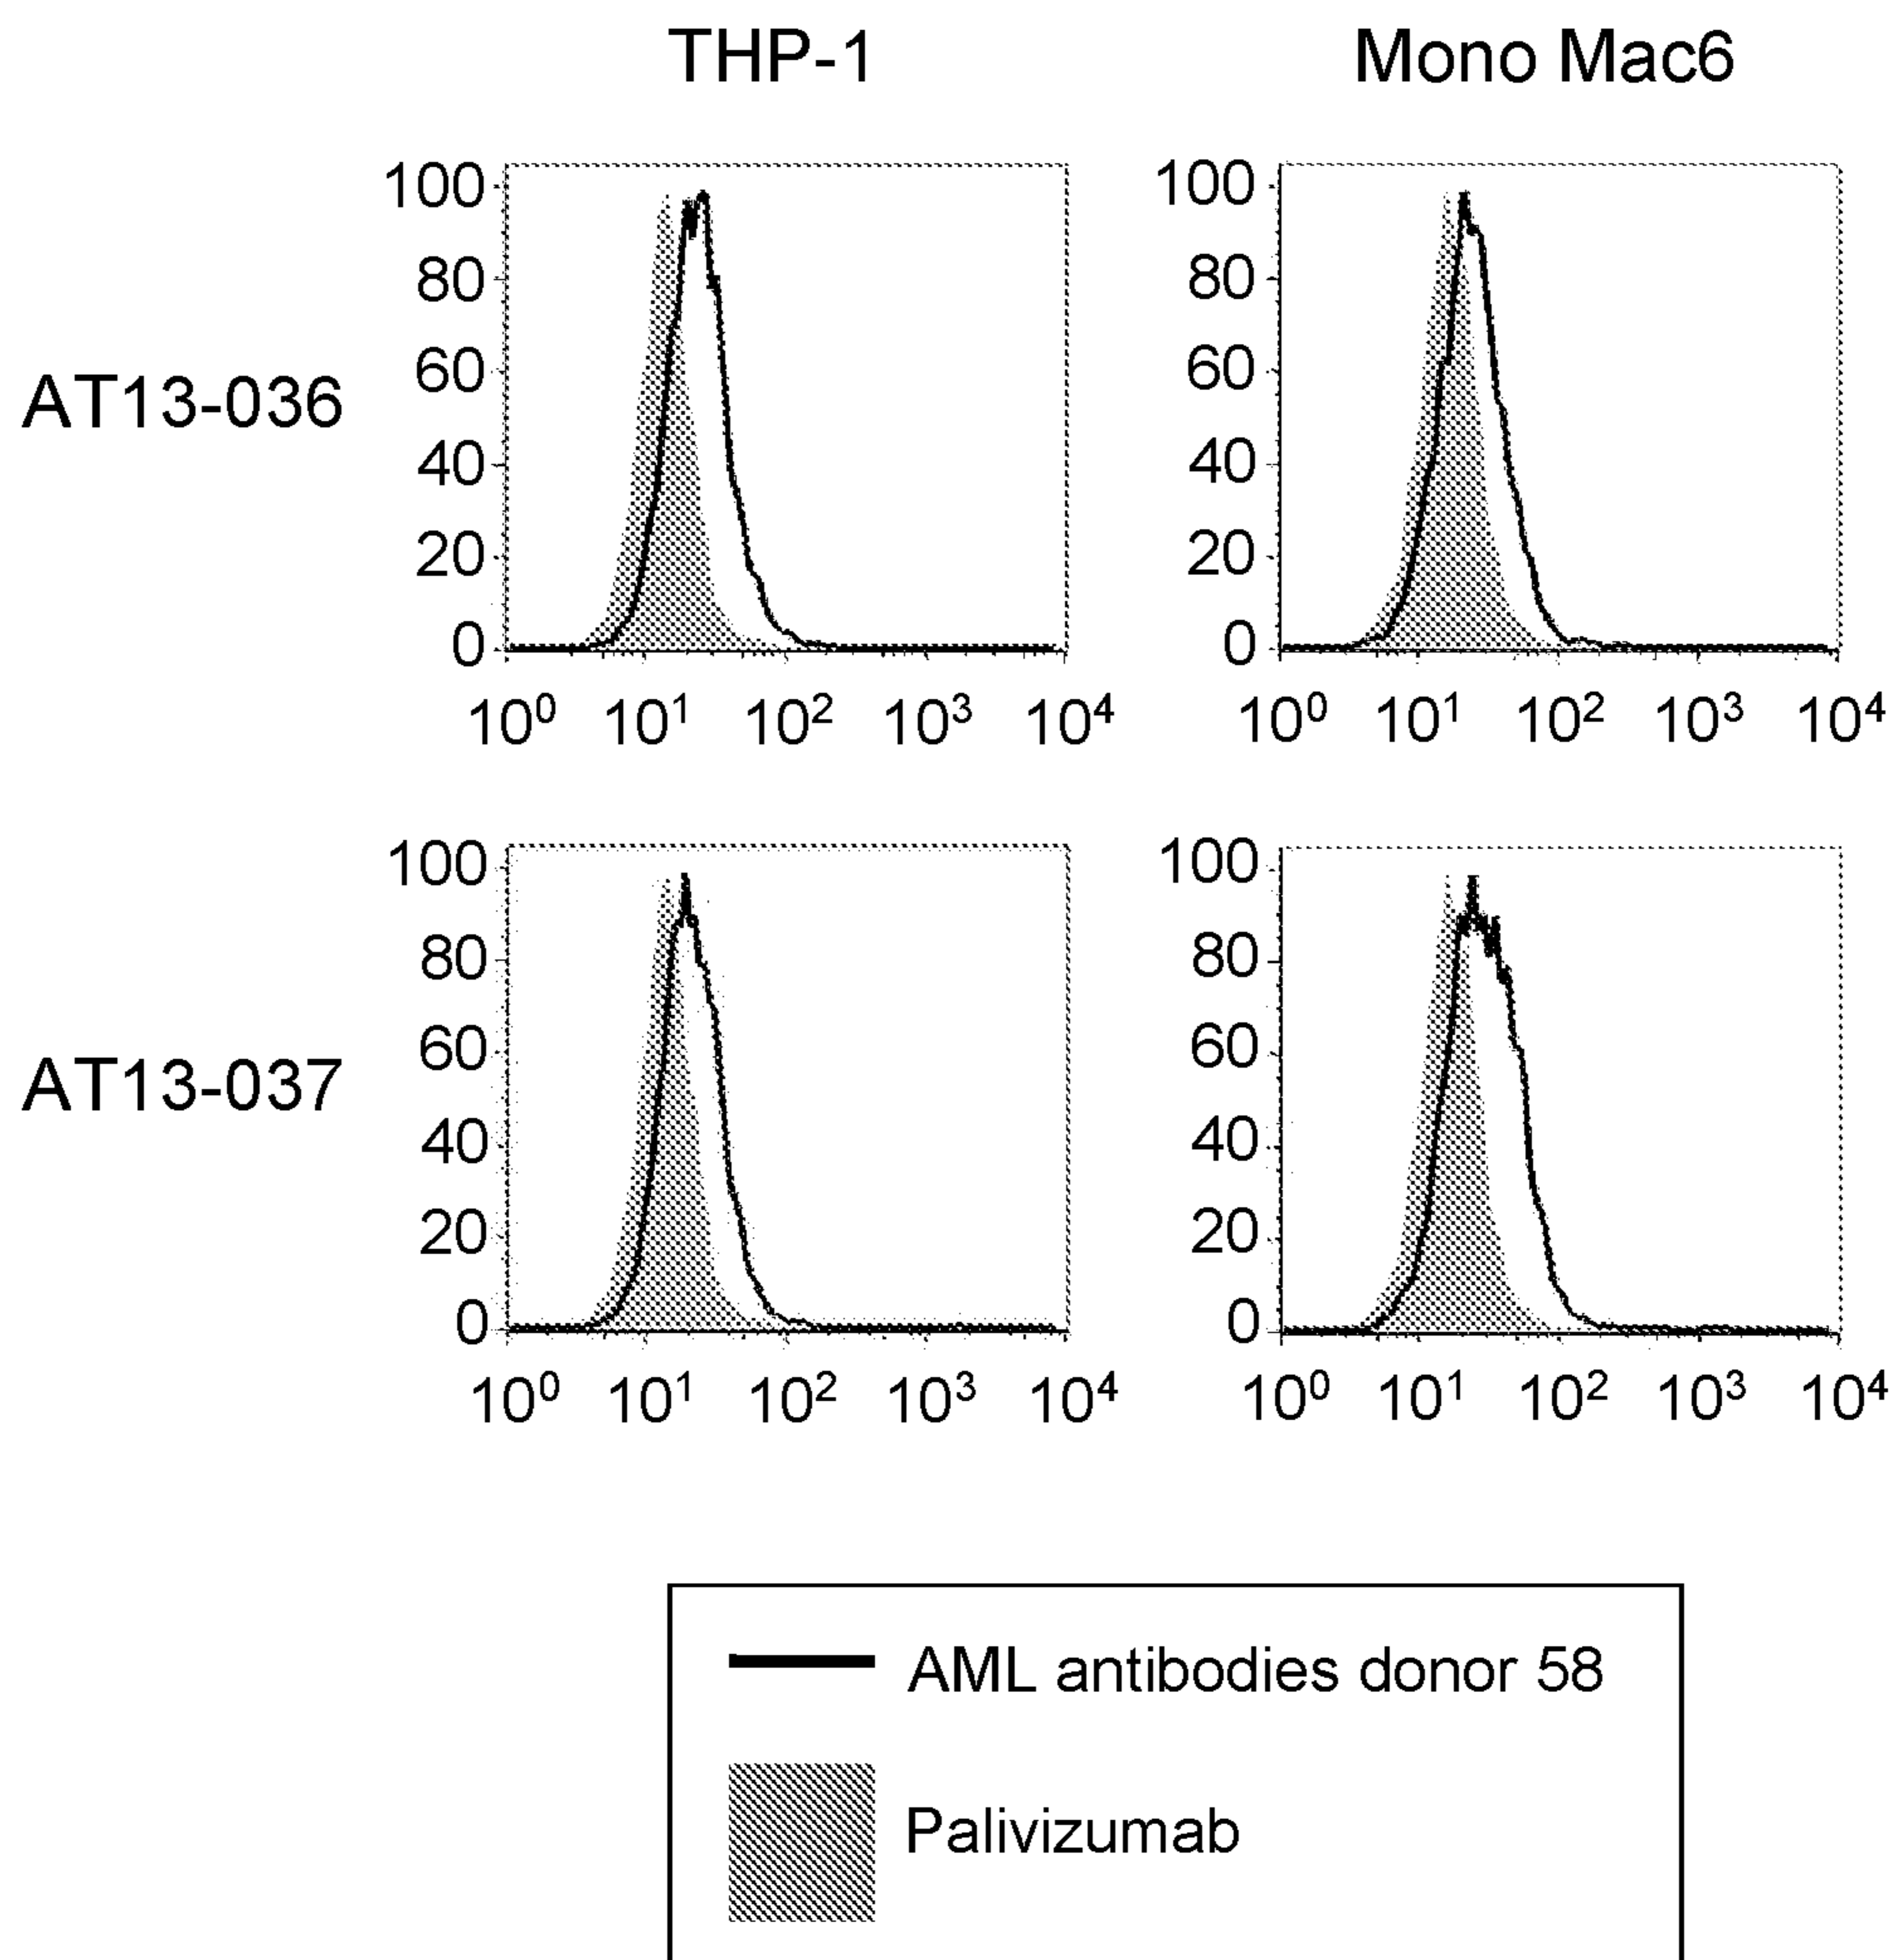 THP-1 Mono Mac6
AT13-036
100 100
80 80
60 60
40 40
20 20
0 0
10⁰ 10¹ 10² 10³ 10⁴ 10⁰ 10¹ 10² 10³ 10⁴
AT13-037
100 100
80 80
60 60
40 40
20 20
0 0
10⁰ 10¹ 10² 10³ 10⁴ 10⁰ 10¹ 10² 10³ 10⁴
AML antibodies donor 58
Palivizumab